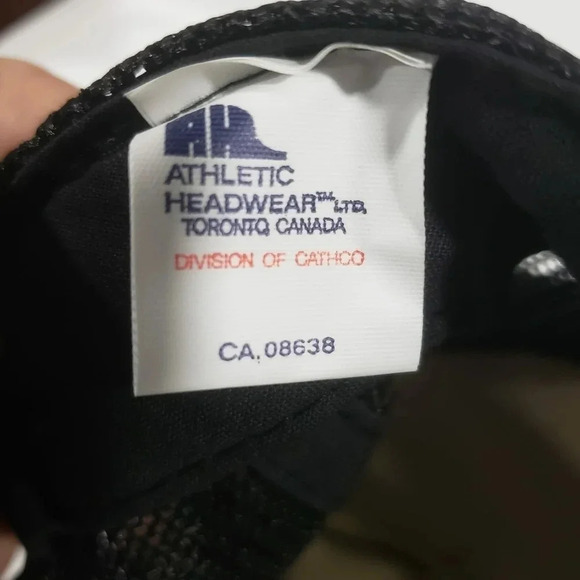 AH
ATHLETIC
HEADWEAR™ LTD.
TORONTO, CANADA
DIVISION OF CATHCO
CA. 08638